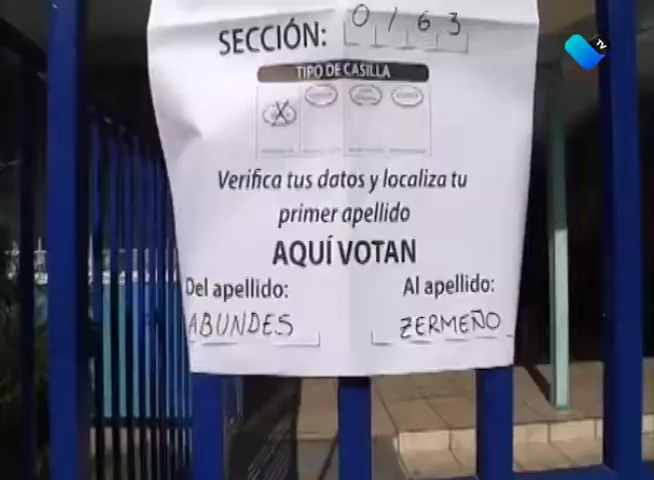 SECCIÓN: 0163
TIPO DE CASILLA
Verifica tus datos y localiza tu
primer apellido
AQUÍ VOTAN
Del apellido: Al apellido:
ABUNDES ZERMEÑO
TV